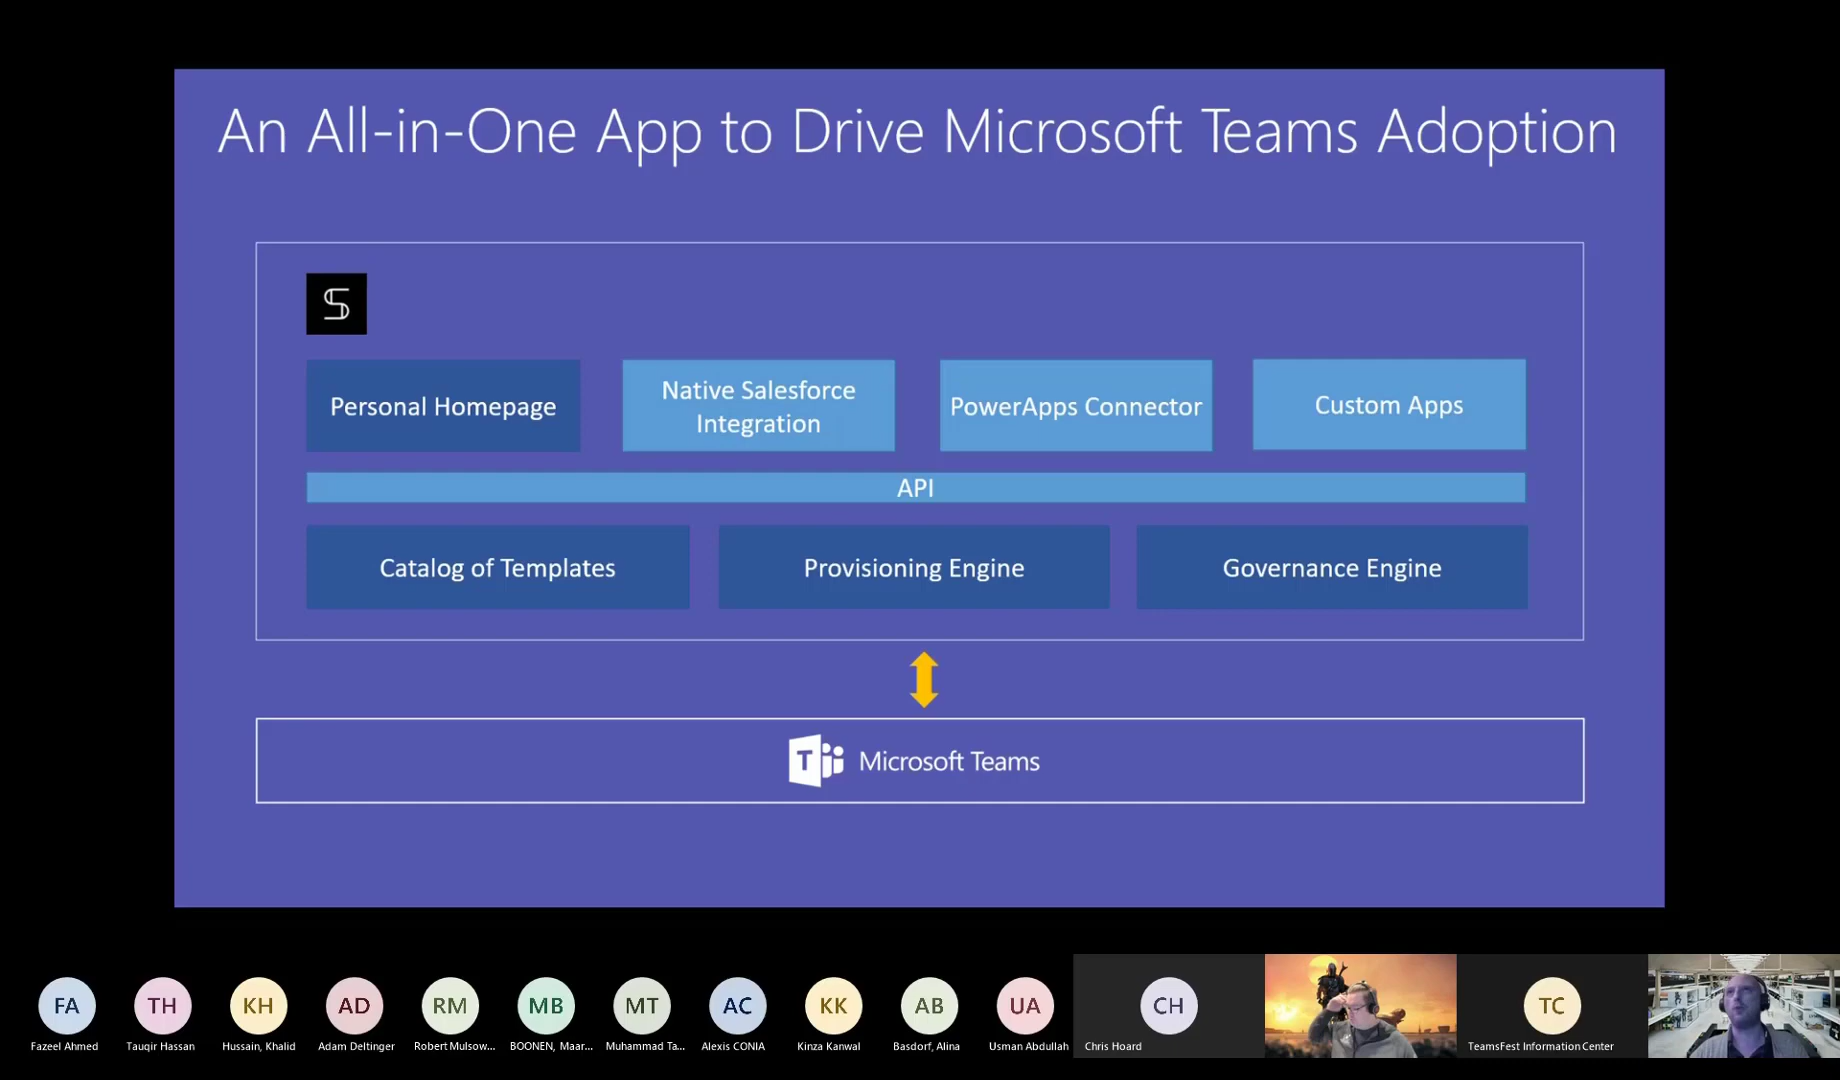 An All-in-One App to Drive Microsoft Teams Adoption
S
Personal Homepage
Native Salesforce
Integration
PowerApps Connector
Custom Apps
API
Catalog of Templates
Provisioning Engine
Governance Engine
T
Microsoft Teams
FA
TH
KH
AD
RM
MB
MT
AC
KK
AB
UA
CH
TC
Fazeel Ahmed
Tauqir Hassan
Hussain, Khalid
Adam Deltinger
Robert Mulsow...
BOONEN, Maar...
Muhammad Ta...
Alexis CONIA
Kinza Kanwal
Basdorf, Alina
Usman Abdullah
Chris Hoard
TeamsFest Information Center